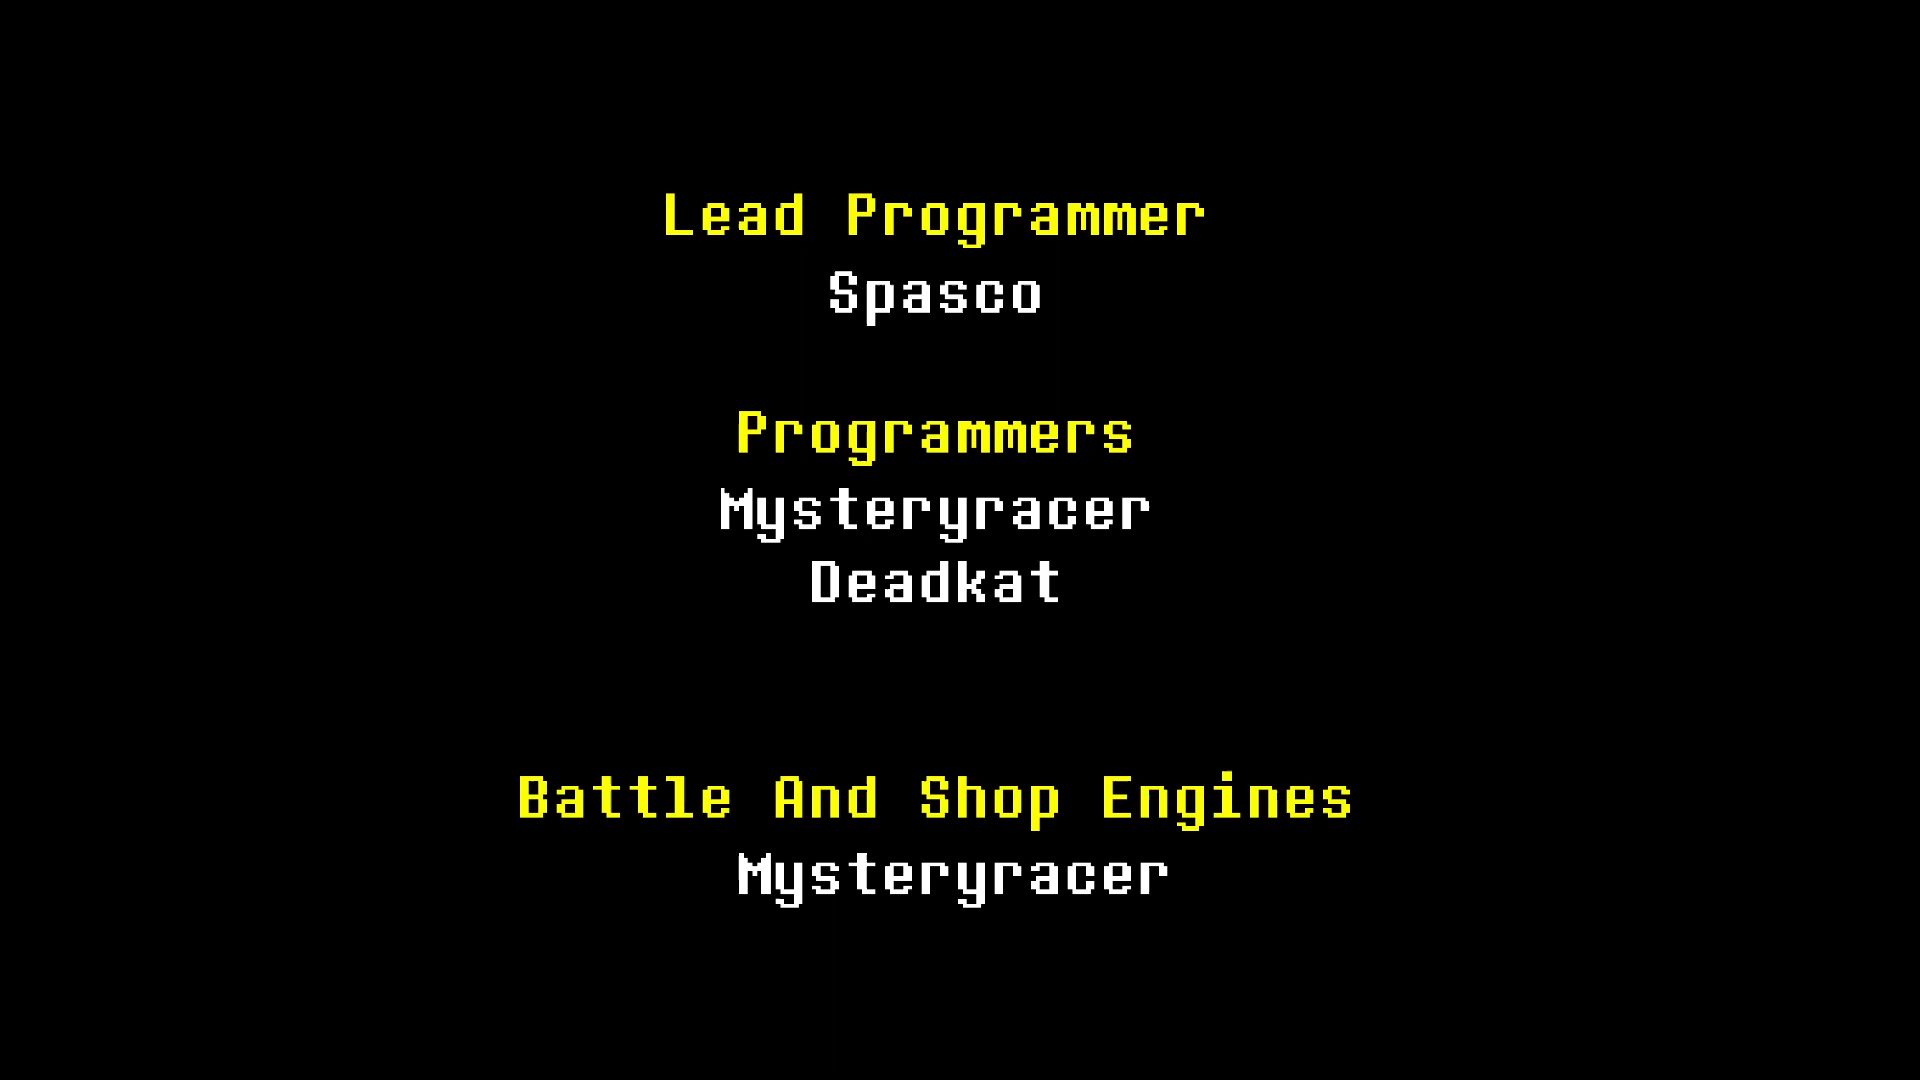 Lead Programmer
Spasco
Programmers
Mysteryracer
Deadkat
Battle And Shop Engines
Mysteryracer